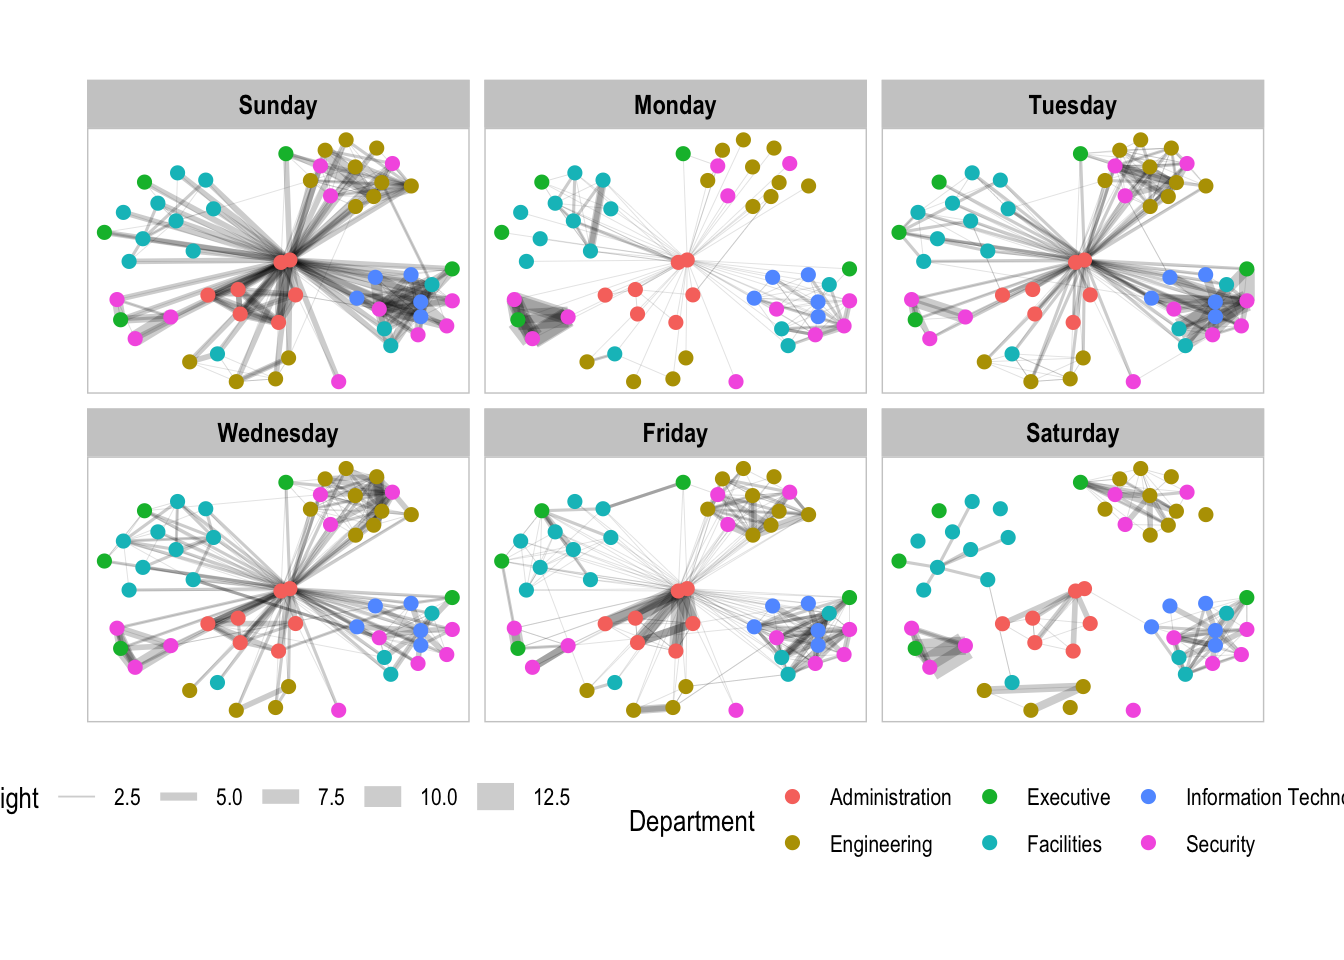 Sunday
Monday
Tuesday
Wednesday
Friday
Saturday
ight 2.5 5.0 7.5 10.0 12.5
Department
Administration Executive Information Techno
Engineering Facilities Security